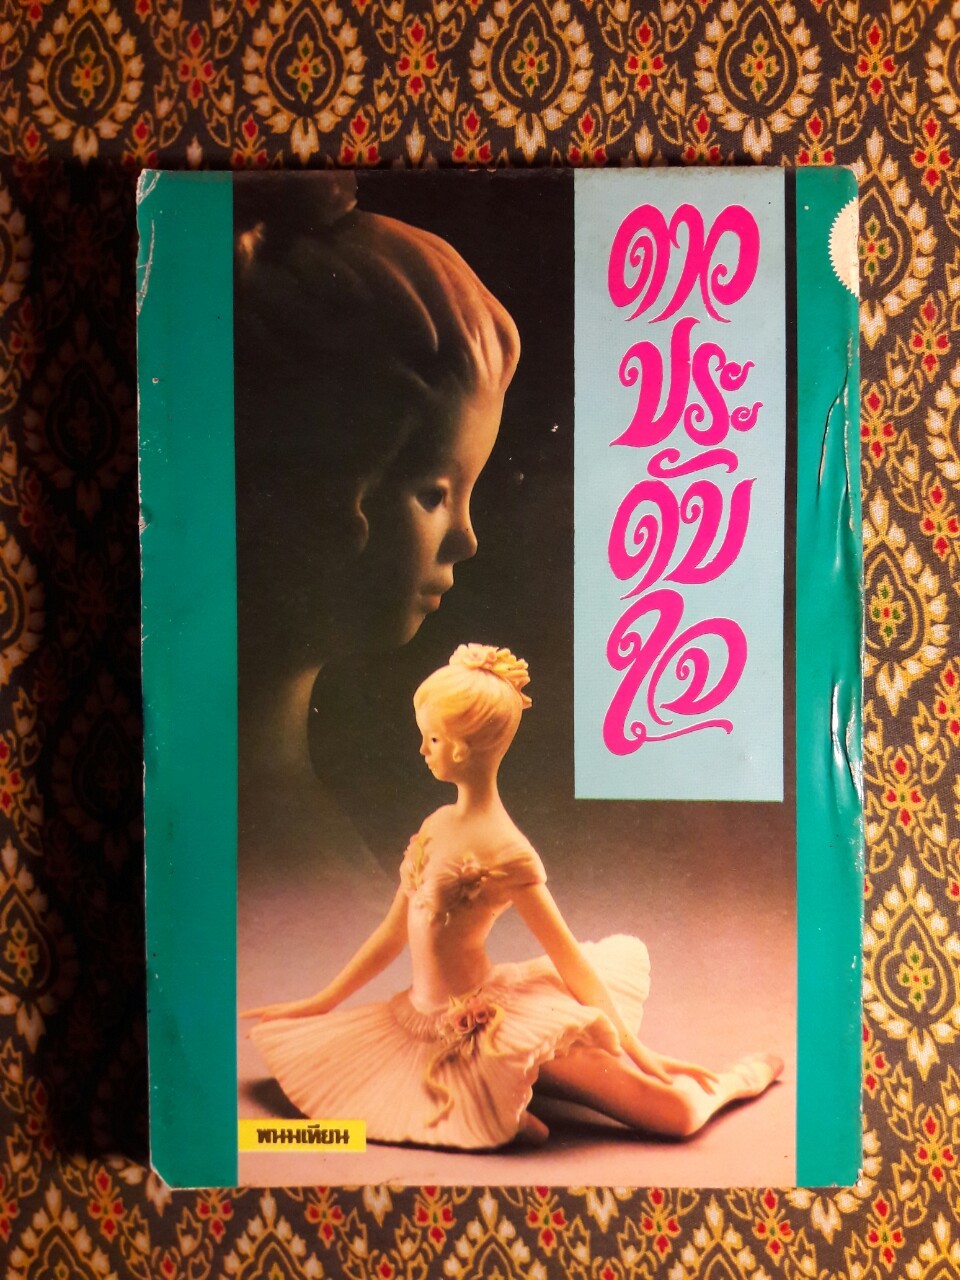 ดาว
ประ
ดับ
ใจ
พนมเทียน